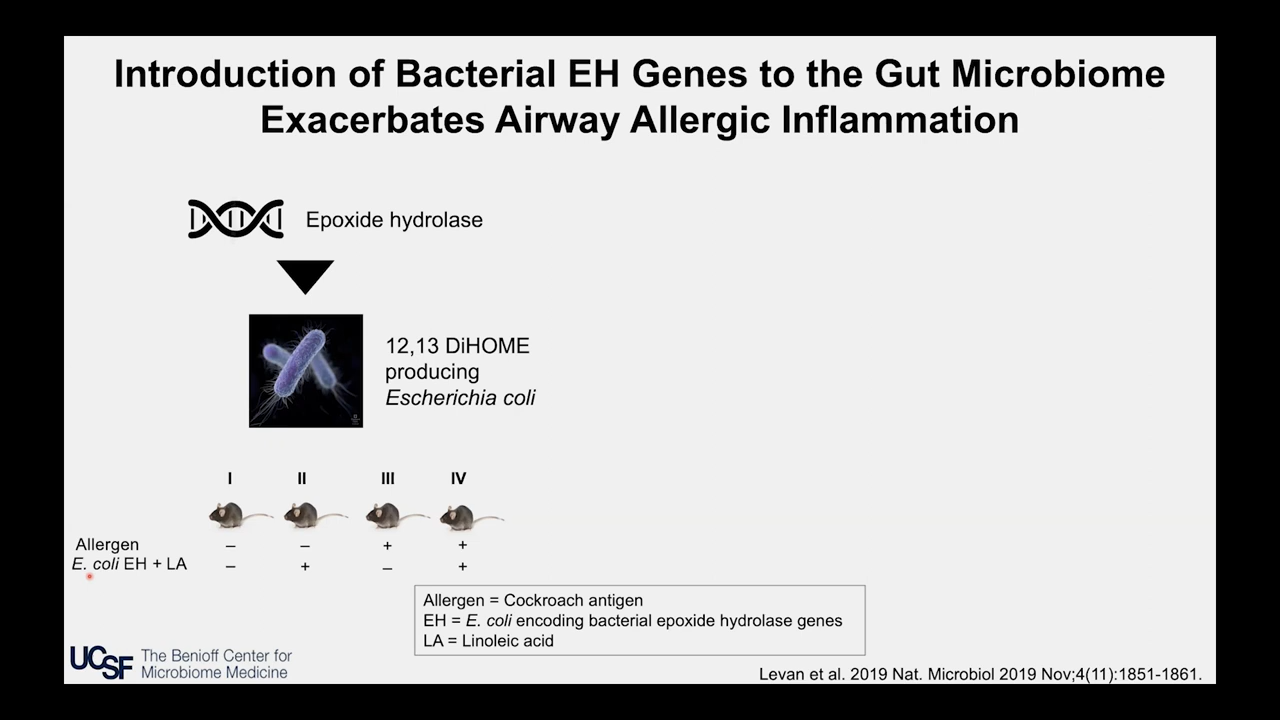 Introduction of Bacterial EH Genes to the Gut Microbiome
Exacerbates Airway Allergic Inflammation
Epoxide hydrolase
12,13 DiHOME
producing
Escherichia coli
I II III IV
Allergen – – + +
E. coli EH + LA – + – +
Allergen = Cockroach antigen
EH = E. coli encoding bacterial epoxide hydrolase genes
LA = Linoleic acid
UCSF The Benioff Center for
Microbiome Medicine
Levan et al. 2019 Nat. Microbiol 2019 Nov;4(11):1851-1861.